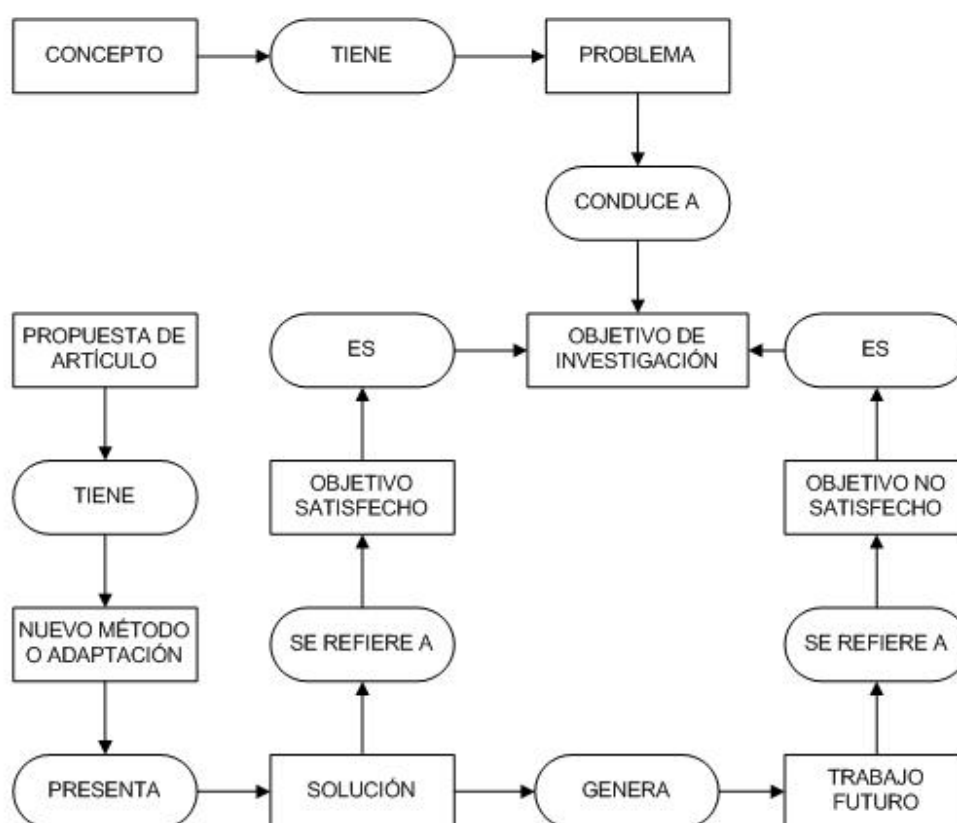 CONCEPTO
TIENE
PROBLEMA
CONDUCE A
PROPUESTA DE
ARTÍCULO
ES
OBJETIVO DE
INVESTIGACIÓN
ES
TIENE
OBJETIVO
SATISFECHO
OBJETIVO NO
SATISFECHO
NUEVO MÉTODO
O ADAPTACIÓN
SE REFIERE A
SE REFIERE A
PRESENTA
SOLUCIÓN
GENERA
TRABAJO
FUTURO